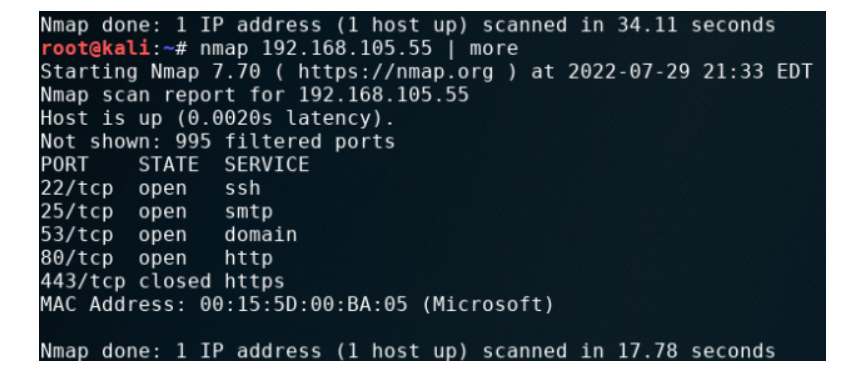 Nmap done: 1 IP address (1 host up) scanned in 34.11 seconds
root@kali:~# nmap 192.168.105.55 | more
Starting Nmap 7.70 ( https://nmap.org ) at 2022-07-29 21:33 EDT
Nmap scan report for 192.168.105.55
Host is up (0.0020s latency).
Not shown: 995 filtered ports
PORT    STATE  SERVICE
22/tcp  open   ssh
25/tcp  open   smtp
53/tcp  open   domain
80/tcp  open   http
443/tcp closed https
MAC Address: 00:15:5D:00:BA:05 (Microsoft)
Nmap done: 1 IP address (1 host up) scanned in 17.78 seconds